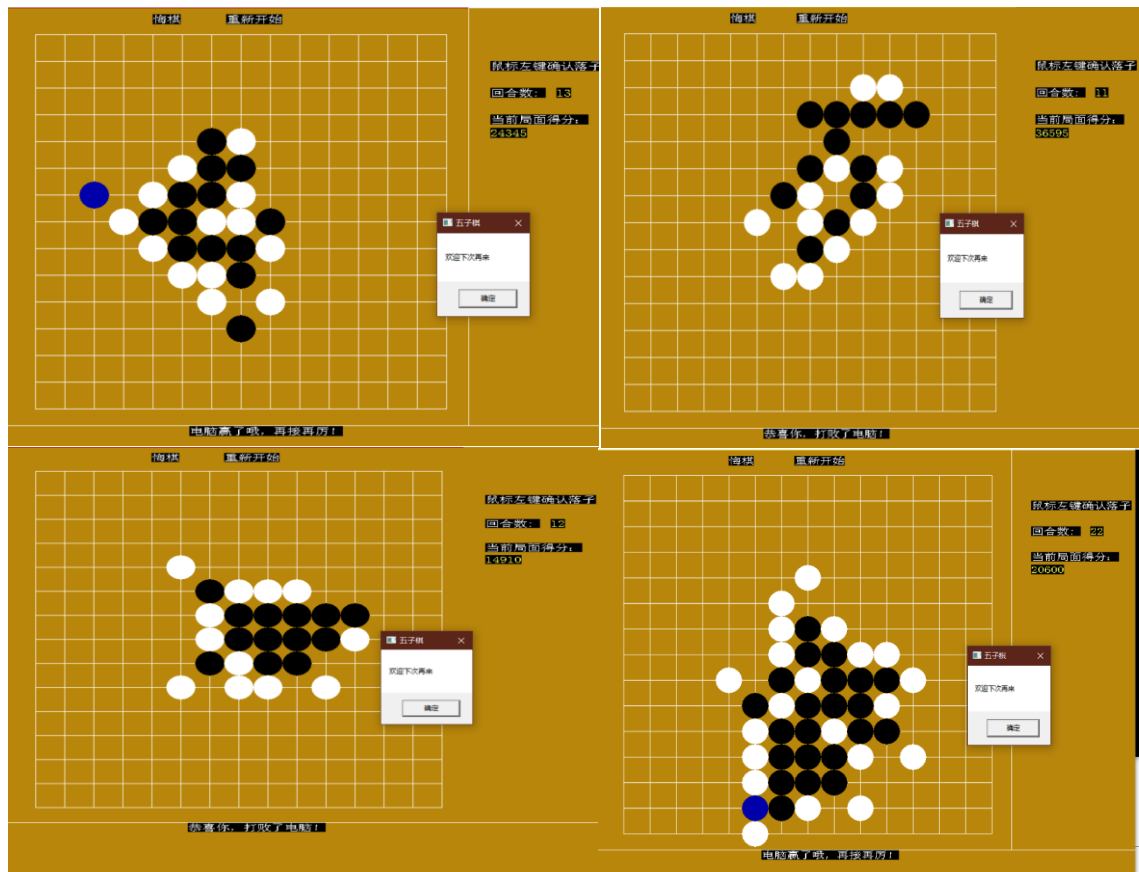 悔棋 重新开始
鼠标左键确认落子
回合数： 13
当前局面得分：
24345
五子棋
欢迎下次再来
确定
电脑赢了哦，再接再厉！
悔棋 重新开始
鼠标左键确认落子
回合数： 11
当前局面得分：
36595
五子棋
欢迎下次再来
确定
恭喜你，打败了电脑！
悔棋 重新开始
鼠标左键确认落子
回合数： 12
当前局面得分：
14910
五子棋
欢迎下次再来
确定
恭喜你，打败了电脑！
悔棋 重新开始
鼠标左键确认落子
回合数： 22
当前局面得分：
20600
五子棋
欢迎下次再来
确定
电脑赢了哦，再接再厉！